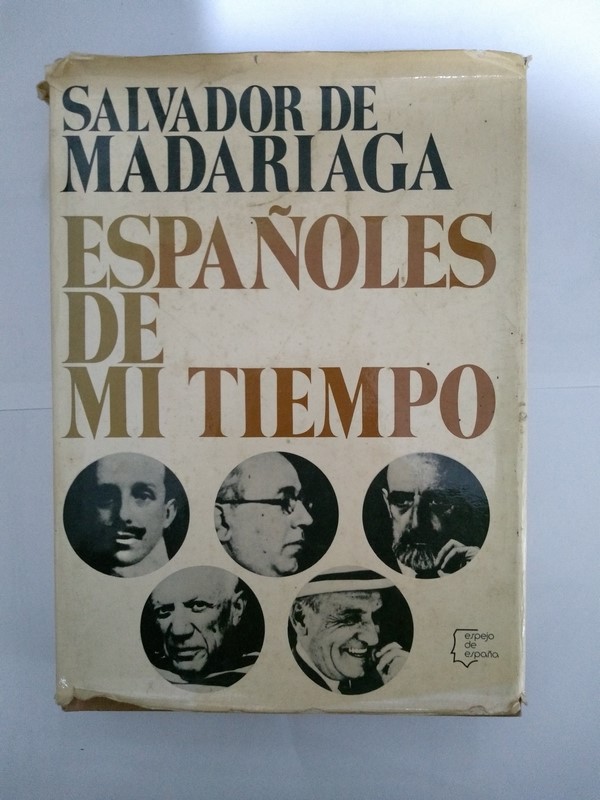 SALVADOR DE
MADARIAGA
ESPAÑOLES
DE
MI TIEMPO
espejo
de
españa